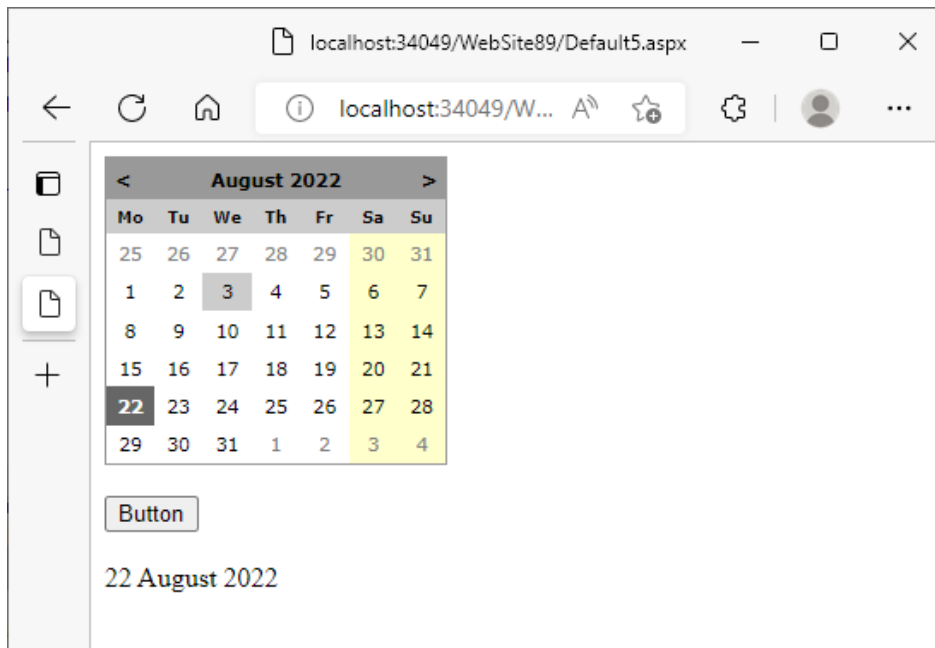 localhost:34049/WebSite89/Default5.aspx
localhost:34049/W...
< August 2022 >
Mo Tu We Th Fr Sa Su
25 26 27 28 29 30 31
1 2 3 4 5 6 7
8 9 10 11 12 13 14
15 16 17 18 19 20 21
22 23 24 25 26 27 28
29 30 31 1 2 3 4
Button
22 August 2022